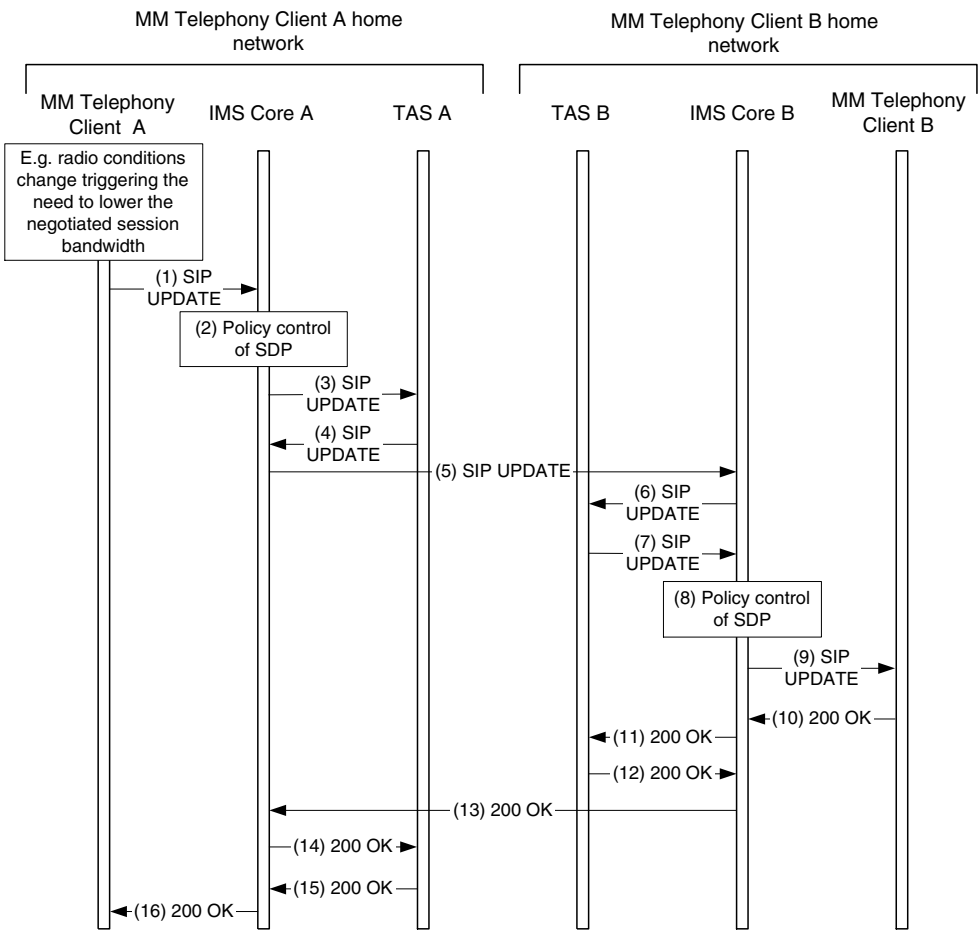 MM Telephony Client A home
network
MM Telephony Client B home
network
MM Telephony
Client A
IMS Core A
TAS A
TAS B
IMS Core B
MM Telephony
Client B
E.g. radio conditions
change triggering the
need to lower the
negotiated session
bandwidth
(1) SIP
UPDATE
(2) Policy control
of SDP
(3) SIP
UPDATE
(4) SIP
UPDATE
(5) SIP UPDATE
(6) SIP
UPDATE
(7) SIP
UPDATE
(8) Policy control
of SDP
(9) SIP
UPDATE
(10) 200 OK
(11) 200 OK
(12) 200 OK
(13) 200 OK
(14) 200 OK
(15) 200 OK
(16) 200 OK